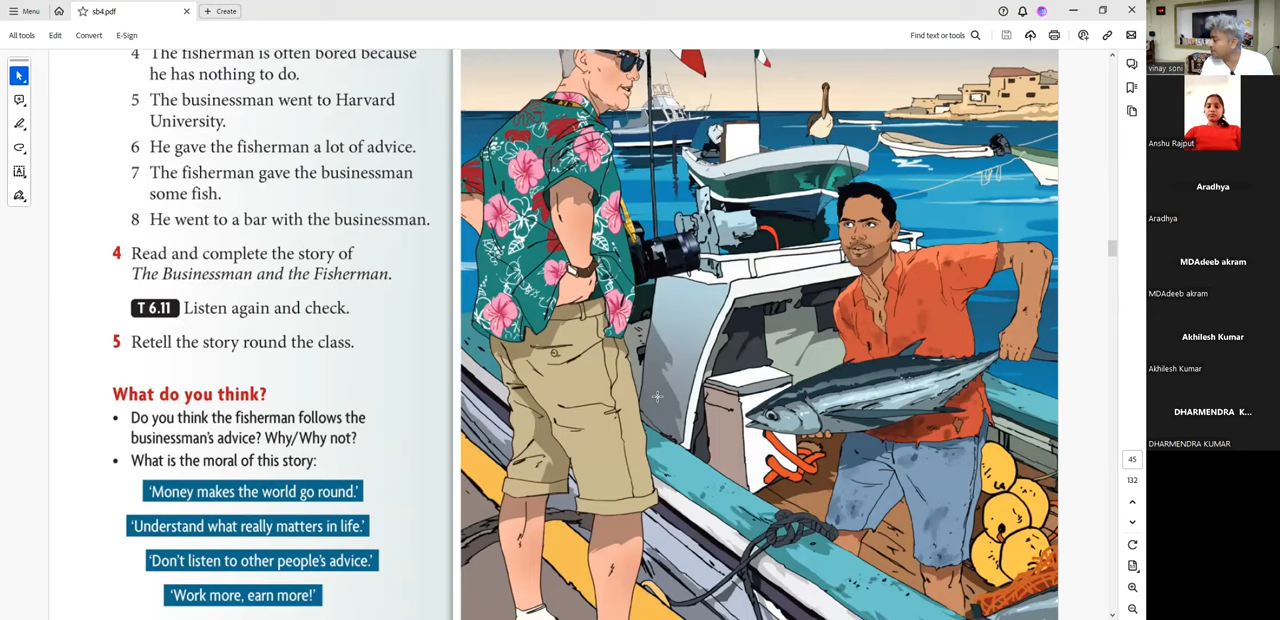 Menu
sb4.pdf
Create
All tools
Edit
Convert
E-Sign
Find text or tools
4 The fisherman is often bored because
he has nothing to do.
5 The businessman went to Harvard
University.
6 He gave the fisherman a lot of advice.
7 The fisherman gave the businessman
some fish.
8 He went to a bar with the businessman.
4 Read and complete the story of
The Businessman and the Fisherman.
T 6.11 Listen again and check.
5 Retell the story round the class.
What do you think?
• Do you think the fisherman follows the
businessman's advice? Why/Why not?
• What is the moral of this story:
'Money makes the world go round.'
'Understand what really matters in life.'
'Don't listen to other people's advice.'
'Work more, earn more!'
45
132
vinay soni
Anshu Rajput
Aradhya
Aradhya
MDAdeeb akram
MDAdeeb akram
Akhilesh Kumar
Akhilesh Kumar
DHARMENDRA K...
DHARMENDRA KUMAR